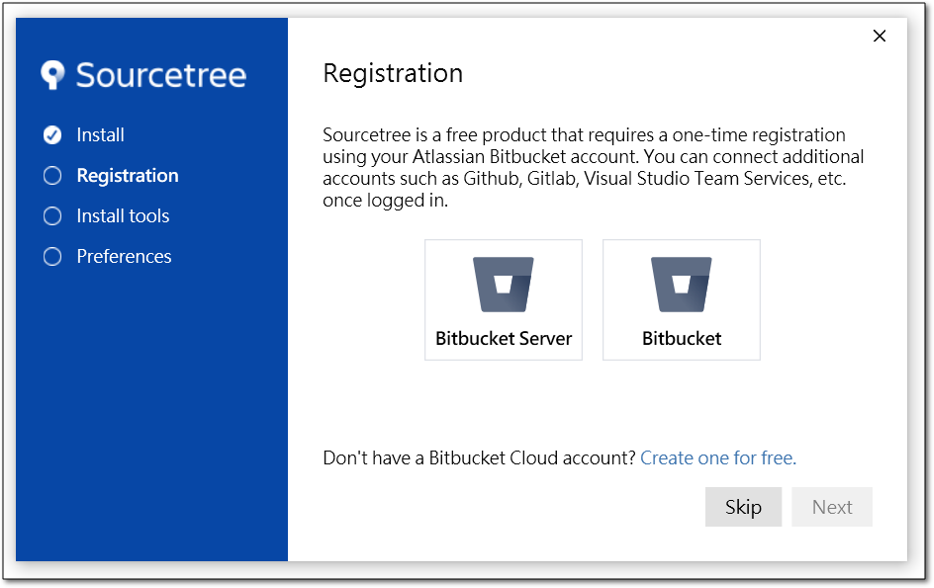 Sourcetree
Install
Registration
Install tools
Preferences
Registration
Sourcetree is a free product that requires a one-time registration
using your Atlassian Bitbucket account. You can connect additional
accounts such as Github, Gitlab, Visual Studio Team Services, etc.
once logged in.
Bitbucket Server
Bitbucket
Don't have a Bitbucket Cloud account? Create one for free.
Skip
Next